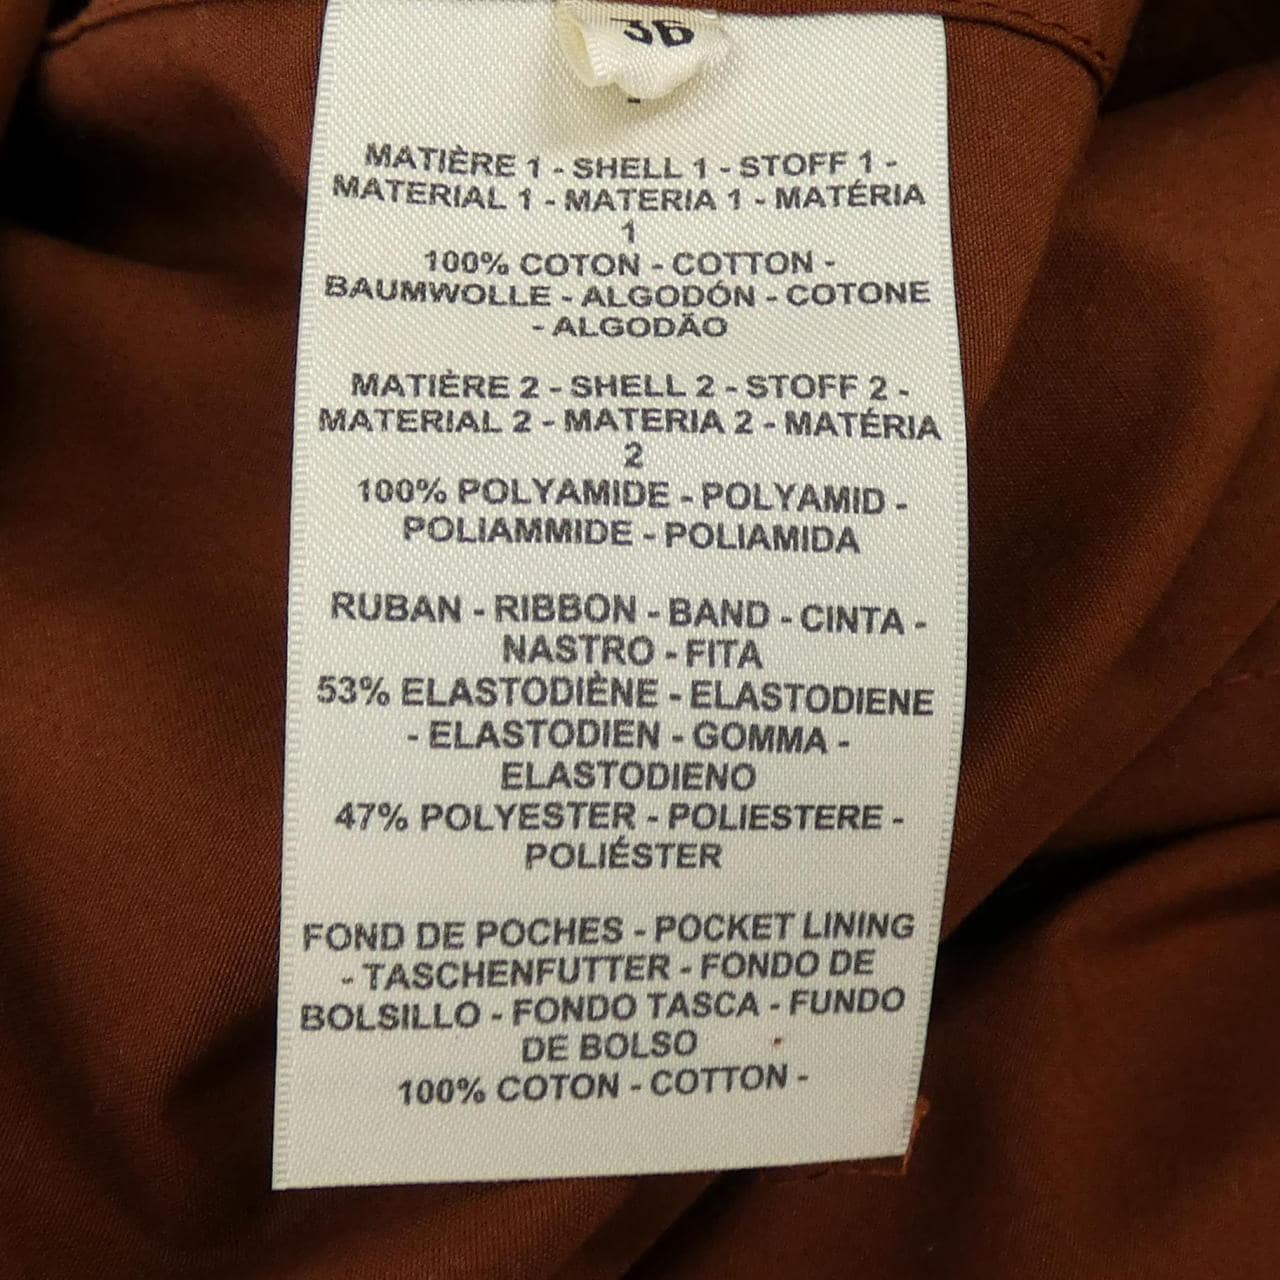 36
MATIÈRE 1 - SHELL 1 - STOFF 1 -
MATERIAL 1 - MATERIA 1 - MATÉRIA
1
100% COTON - COTTON -
BAUMWOLLE - ALGODÓN - COTONE
- ALGODÃO
MATIÈRE 2 - SHELL 2 - STOFF 2 -
MATERIAL 2 - MATERIA 2 - MATÉRIA
2
100% POLYAMIDE - POLYAMID -
POLIAMMIDE - POLIAMIDA
RUBAN - RIBBON - BAND - CINTA -
NASTRO - FITA
53% ELASTODIÈNE - ELASTODIENE
- ELASTODIEN - GOMMA -
ELASTODIENO
47% POLYESTER - POLIESTERE -
POLIÉSTER
FOND DE POCHES - POCKET LINING
- TASCHENFUTTER - FONDO DE
BOLSILLO - FONDO TASCA - FUNDO
DE BOLSO
100% COTON - COTTON -